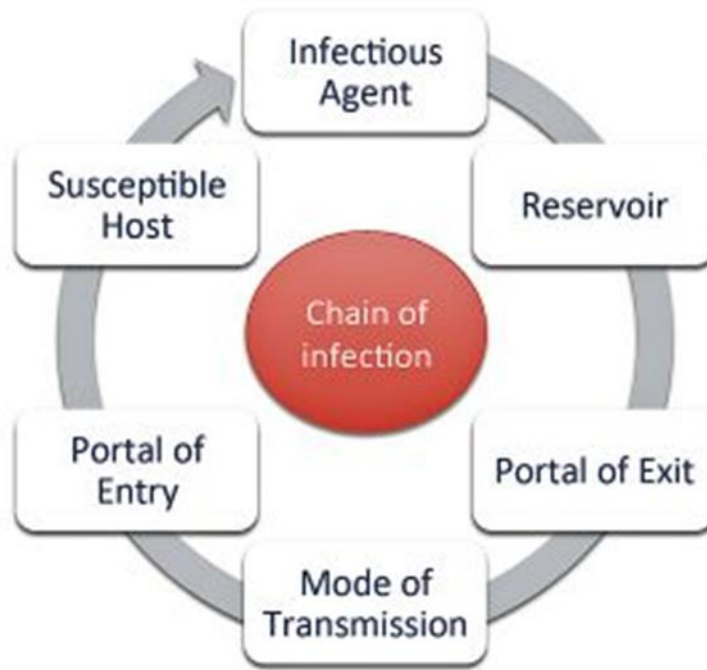 Infectious
Agent
Reservoir
Portal of Exit
Mode of
Transmission
Portal of
Entry
Susceptible
Host
Chain of
infection